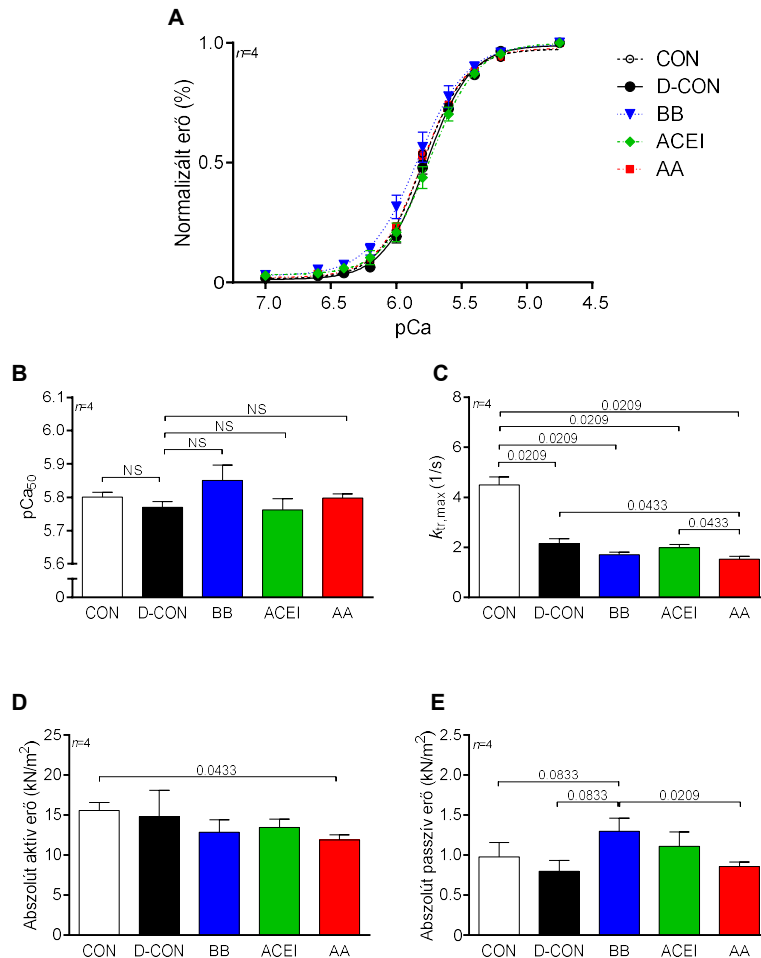 A
n=4
Normalizált erő (%)
1.0
0.5
0
7.0 6.5 6.0 5.5 5.0 4.5
pCa
CON
D-CON
BB
ACEI
AA
B
n=4
pCa50
6.1
6.0
5.9
5.8
5.7
5.6
0
NS
NS
NS
NS
CON D-CON BB ACEI AA
C
n=4
ktr,max (1/s)
8
6
4
2
0
0.0209
0.0209
0.0209
0.0209
0.0433
0.0433
CON D-CON BB ACEI AA
D
n=4
Abszolút aktív erő (kN/m²)
25
20
15
10
5
0
0.0433
CON D-CON BB ACEI AA
E
n=4
Abszolút passzív erő (kN/m²)
2.5
2.0
1.5
1.0
0.5
0
0.0833
0.0833
0.0209
CON D-CON BB ACEI AA